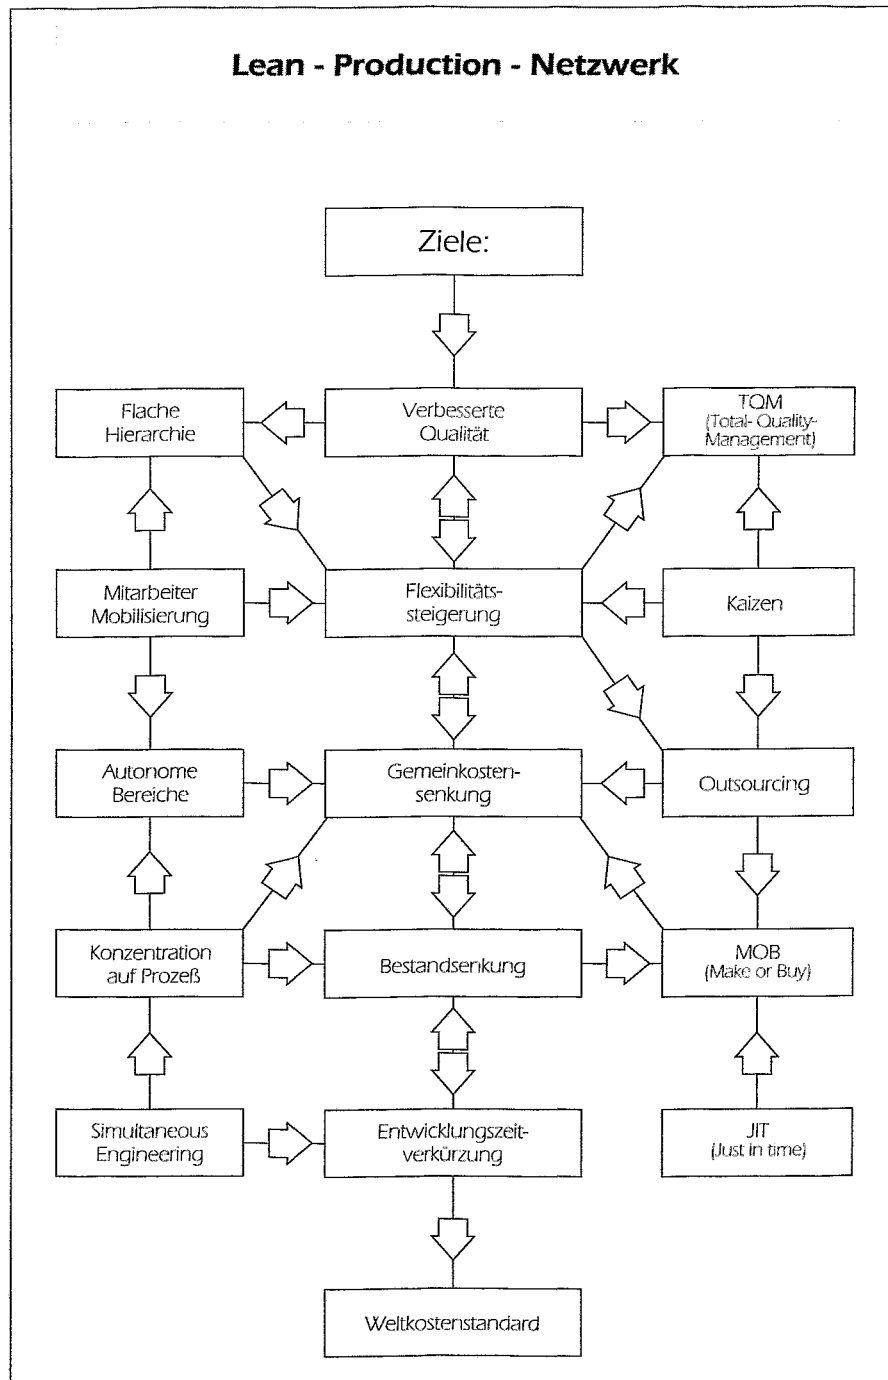 Lean - Production - Netzwerk
Ziele:
Flache
Hierarchie
Verbesserte
Qualität
TQM
(Total- Quality-
Management)
Mitarbeiter
Mobilisierung
Flexibilitäts-
steigerung
Kaizen
Autonome
Bereiche
Gemeinkosten-
senkung
Outsourcing
Konzentration
auf Prozeß
Bestandsenkung
MOB
(Make or Buy)
Simultaneous
Engineering
Entwicklungszeit-
verkürzung
JIT
(Just in time)
Weltkostenstandard